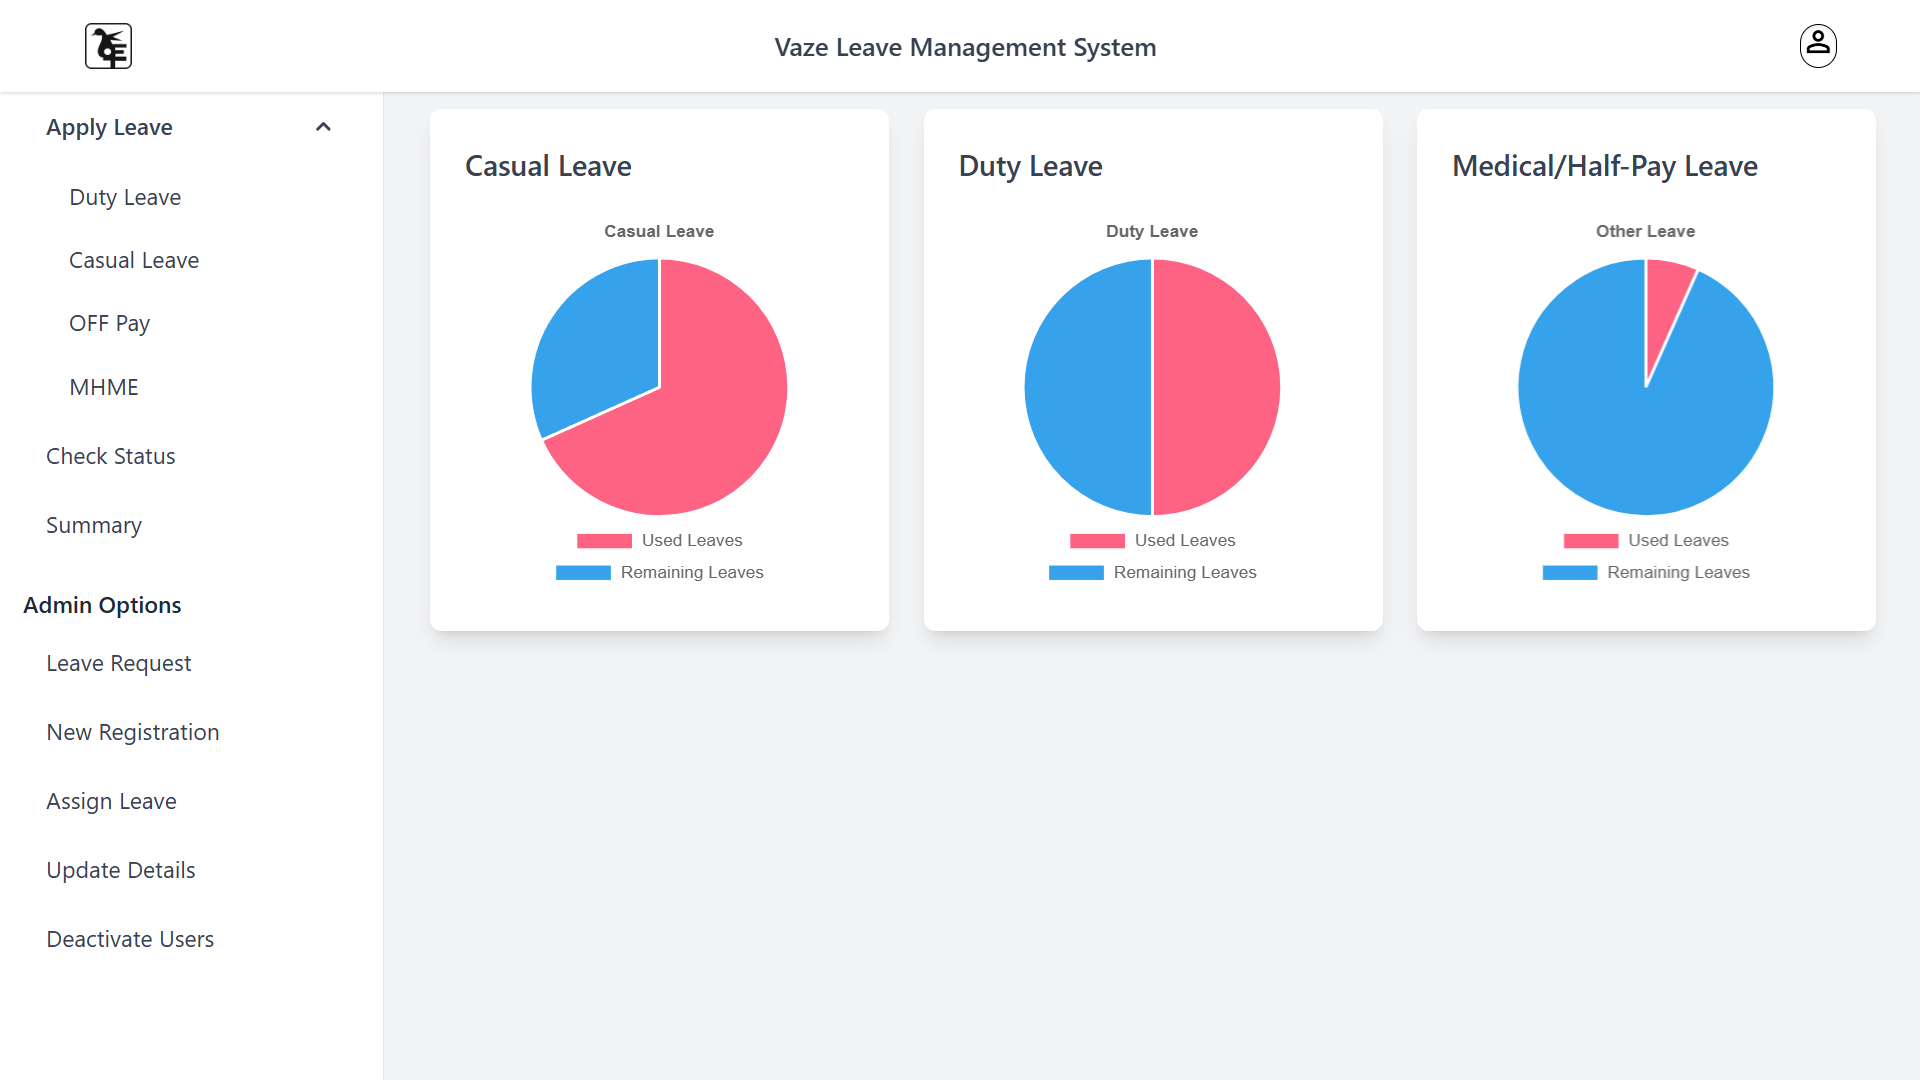 Vaze Leave Management System
Apply Leave
Duty Leave
Casual Leave
OFF Pay
MHME
Check Status
Summary
Admin Options
Leave Request
New Registration
Assign Leave
Update Details
Deactivate Users
Casual Leave
Casual Leave
Used Leaves
Remaining Leaves
Duty Leave
Duty Leave
Used Leaves
Remaining Leaves
Medical/Half-Pay Leave
Other Leave
Used Leaves
Remaining Leaves